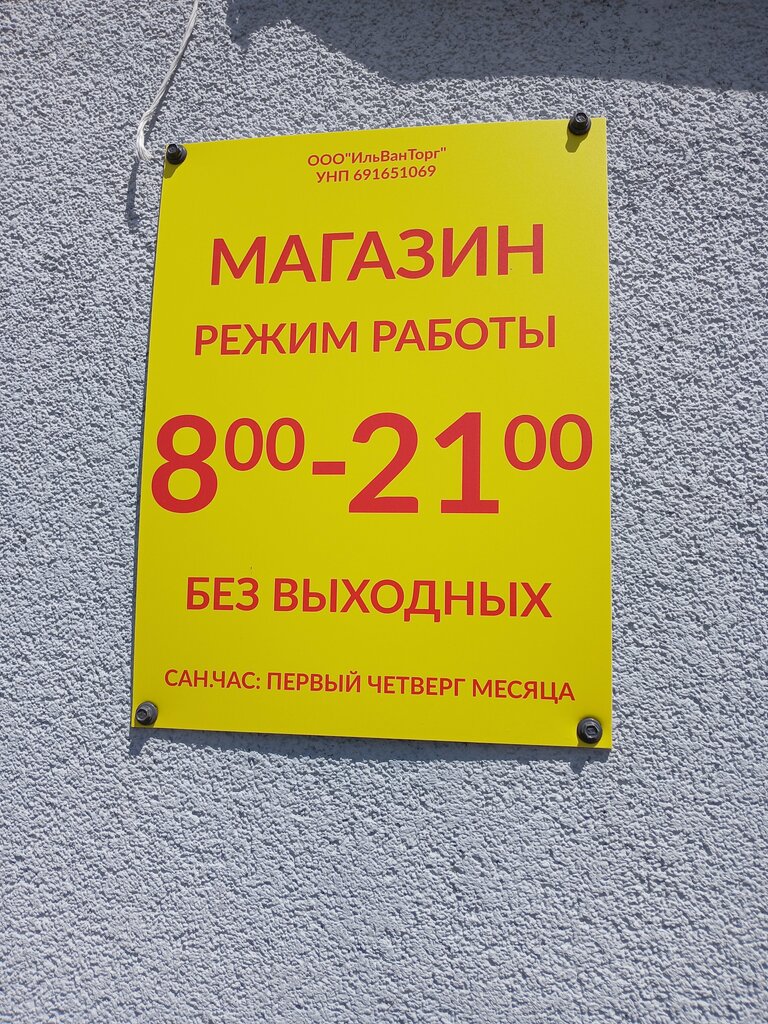 ООО"ИльВанТорг"
УНП 691651069
МАГАЗИН
РЕЖИМ РАБОТЫ
8⁰⁰-21⁰⁰
БЕЗ ВЫХОДНЫХ
САН.ЧАС: ПЕРВЫЙ ЧЕТВЕРГ МЕСЯЦА